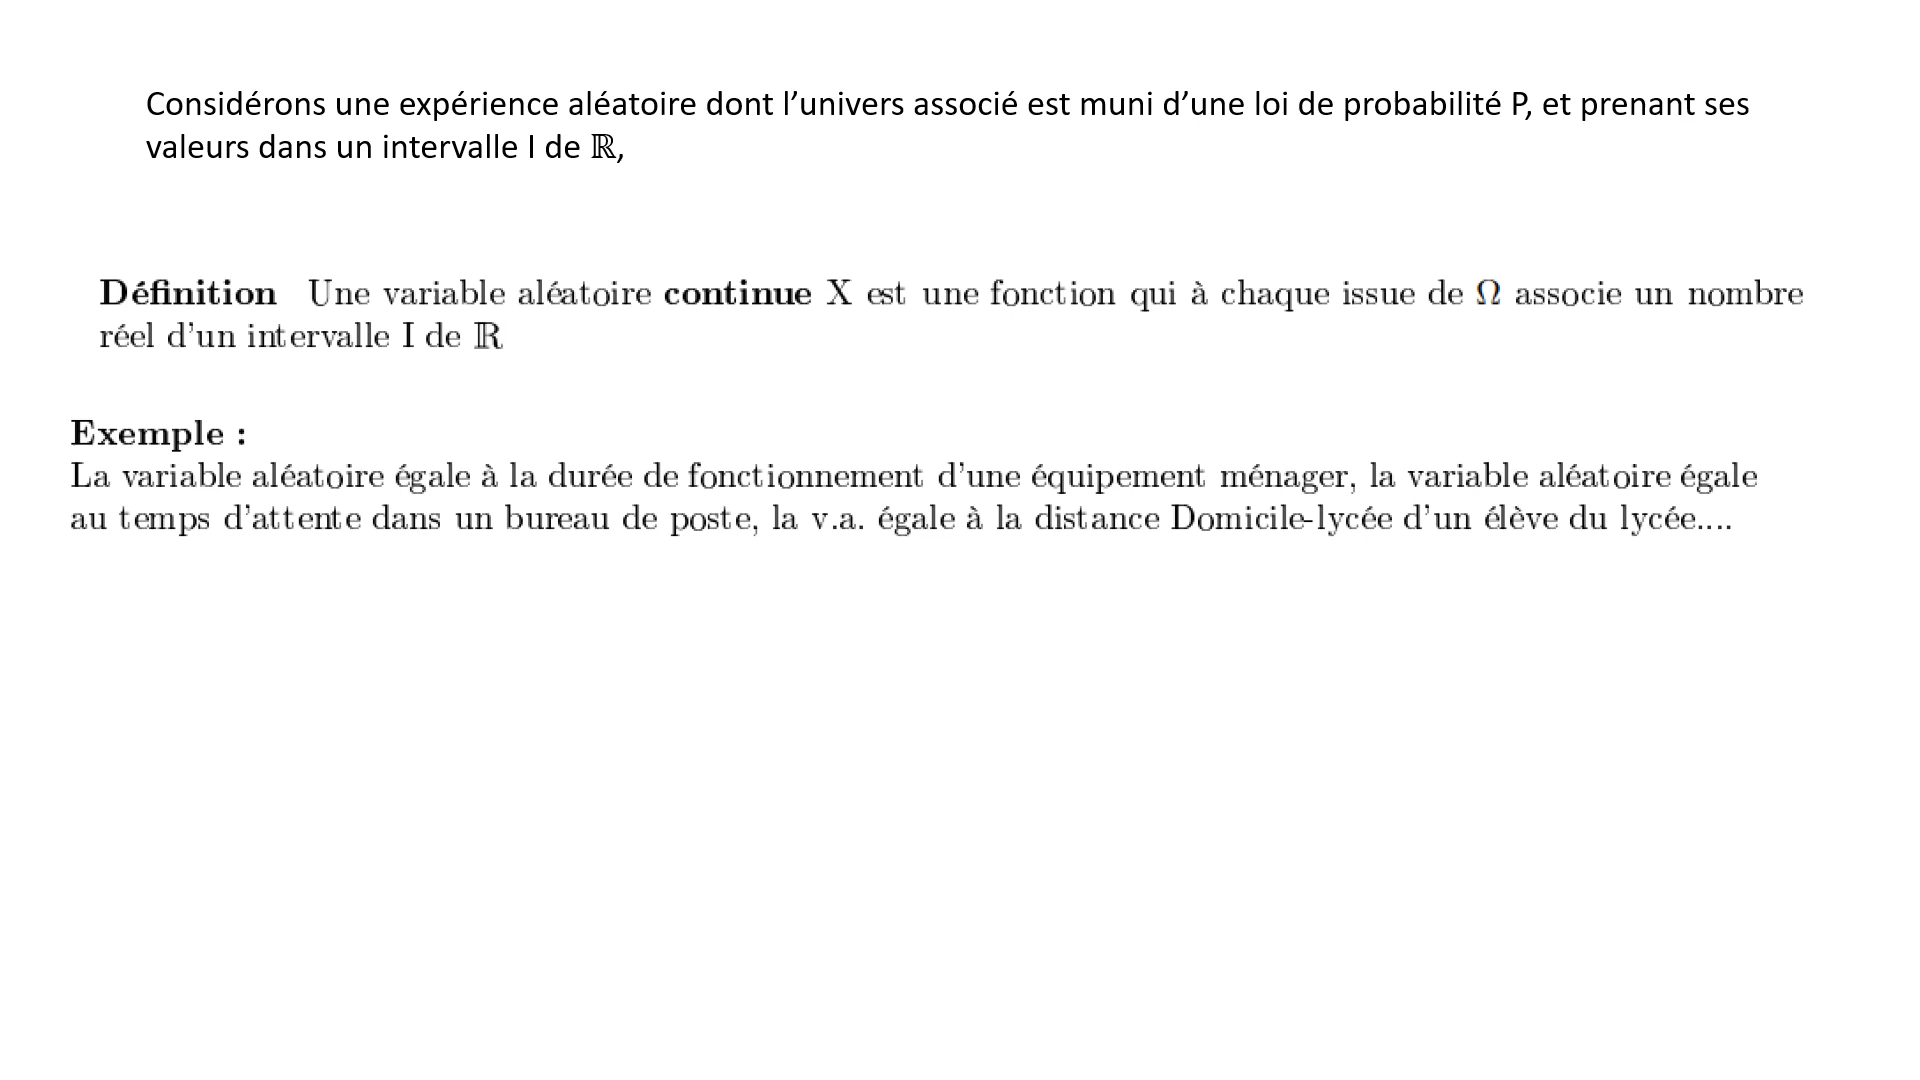 Considérons une expérience aléatoire dont l’univers associé est muni d’une loi de probabilité P, et prenant ses
valeurs dans un intervalle I de ℝ,
Définition Une variable aléatoire continue X est une fonction qui à chaque issue de Ω associe un nombre
réel d'un intervalle I de ℝ
Exemple :
La variable aléatoire égale à la durée de fonctionnement d'une équipement ménager, la variable aléatoire égale
au temps d'attente dans un bureau de poste, la v.a. égale à la distance Domicile-lycée d'un élève du lycée....